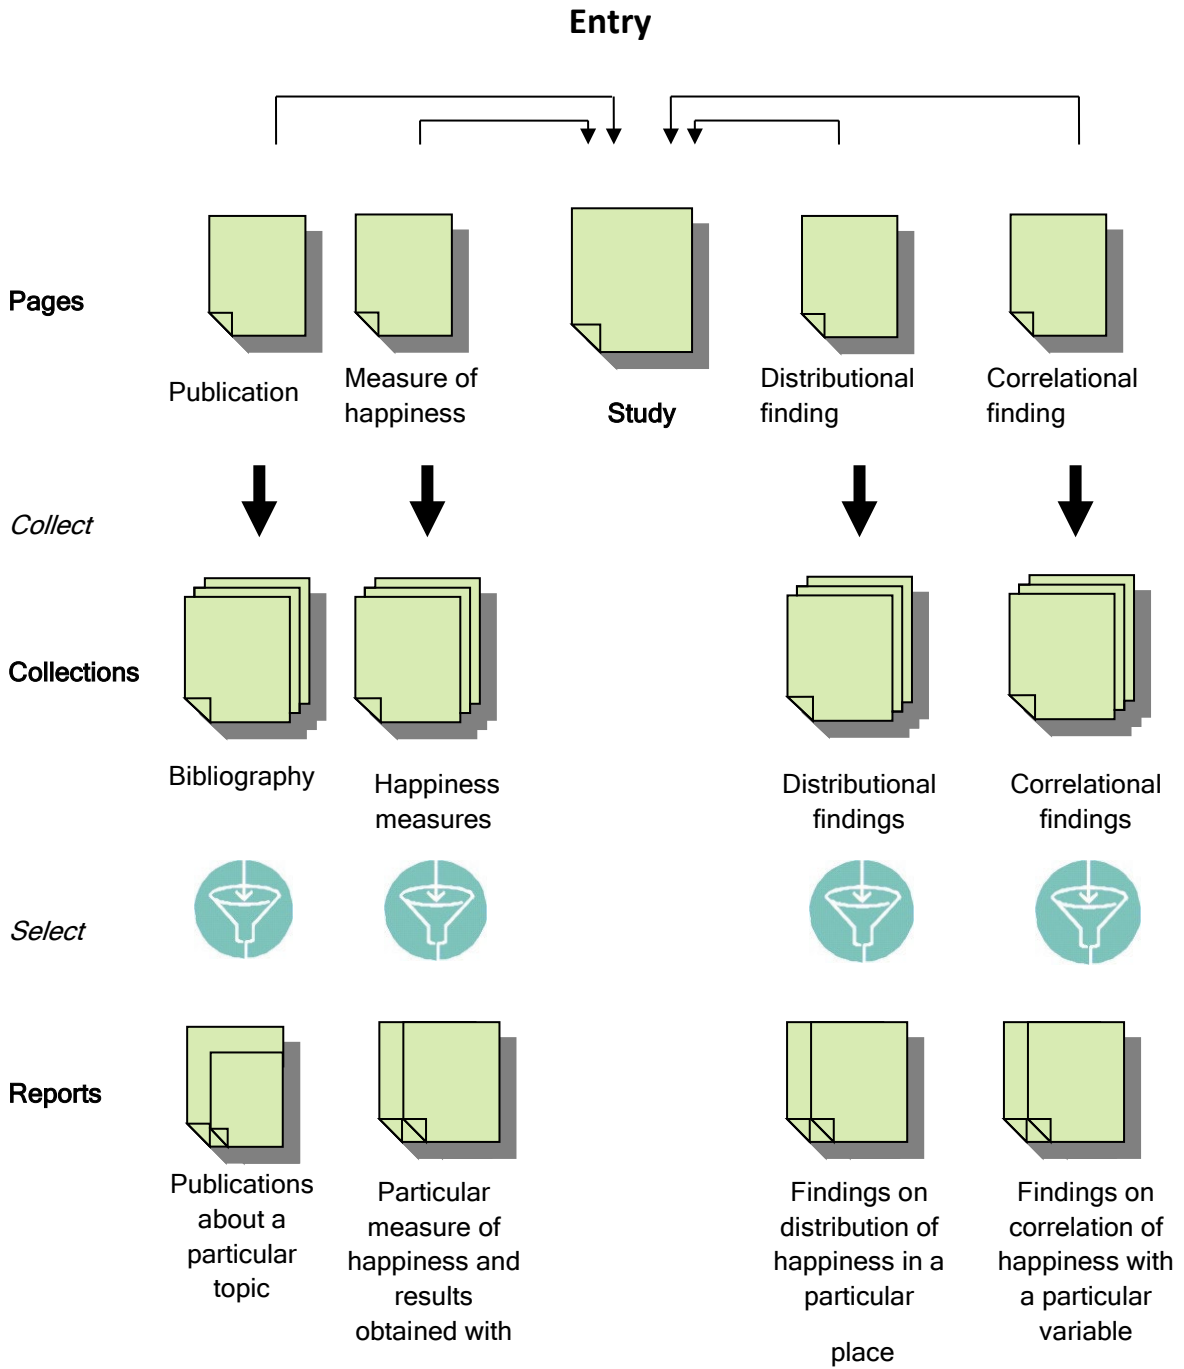 Entry
Pages
Publication
Measure of
happiness
Study
Distributional
finding
Correlational
finding
Collect
Collections
Bibliography
Happiness
measures
Distributional
findings
Correlational
findings
Select
Reports
Publications
about a
particular
topic
Particular
measure of
happiness and
results
obtained with
Findings on
distribution of
happiness in a
particular
place
Findings on
correlation of
happiness with
a particular
variable